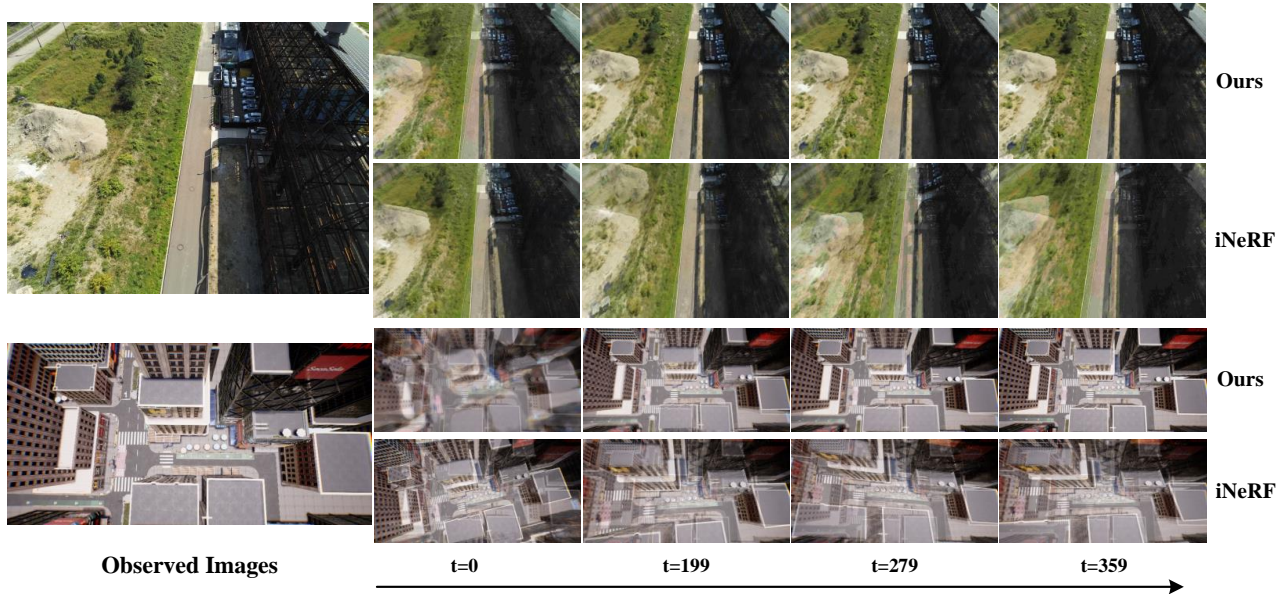 Ours
iNeRF
Ours
iNeRF
Observed Images
t=0
t=199
t=279
t=359